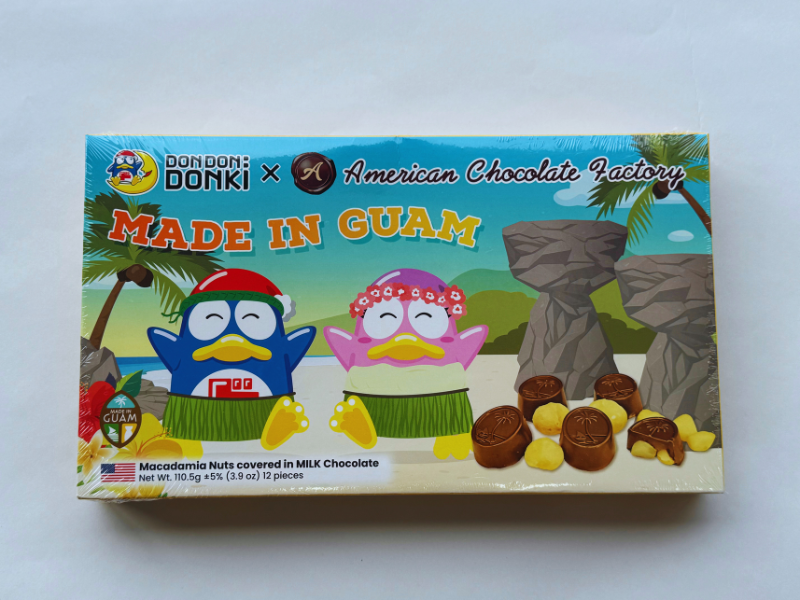 DON DON:
DONKi
×
A
American Chocolate Factory
MADE IN GUAM
MADE IN
GUAM
Macadamia Nuts covered in MILK Chocolate
Net Wt. 110.5g ±5% (3.9 oz) 12 pieces